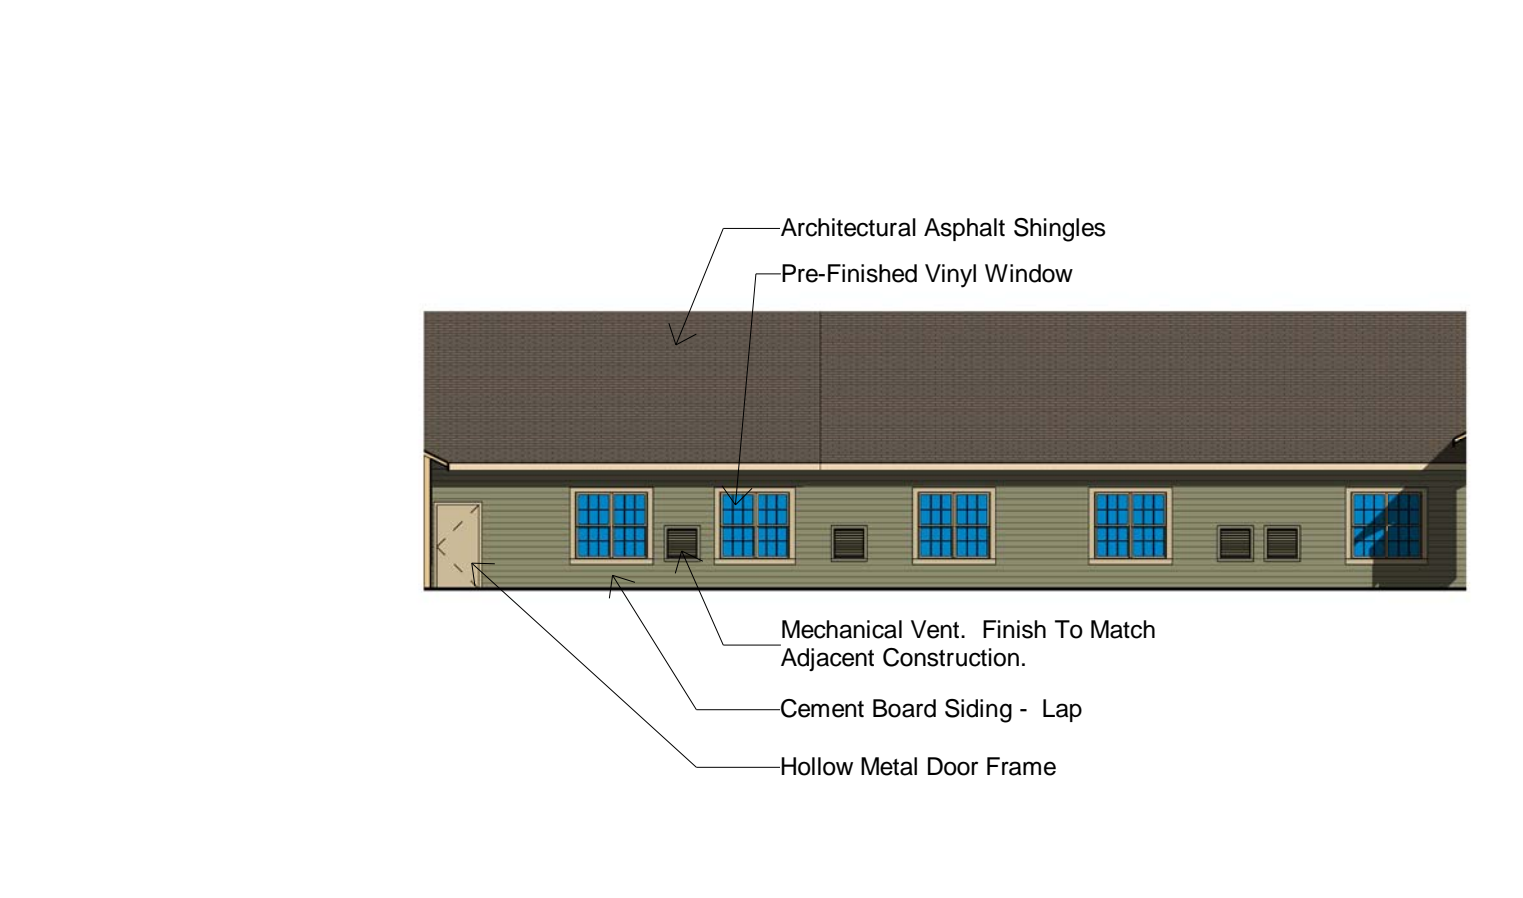 Architectural Asphalt Shingles
Pre-Finished Vinyl Window
Mechanical Vent.  Finish To Match
Adjacent Construction.
Cement Board Siding -  Lap
Hollow Metal Door Frame